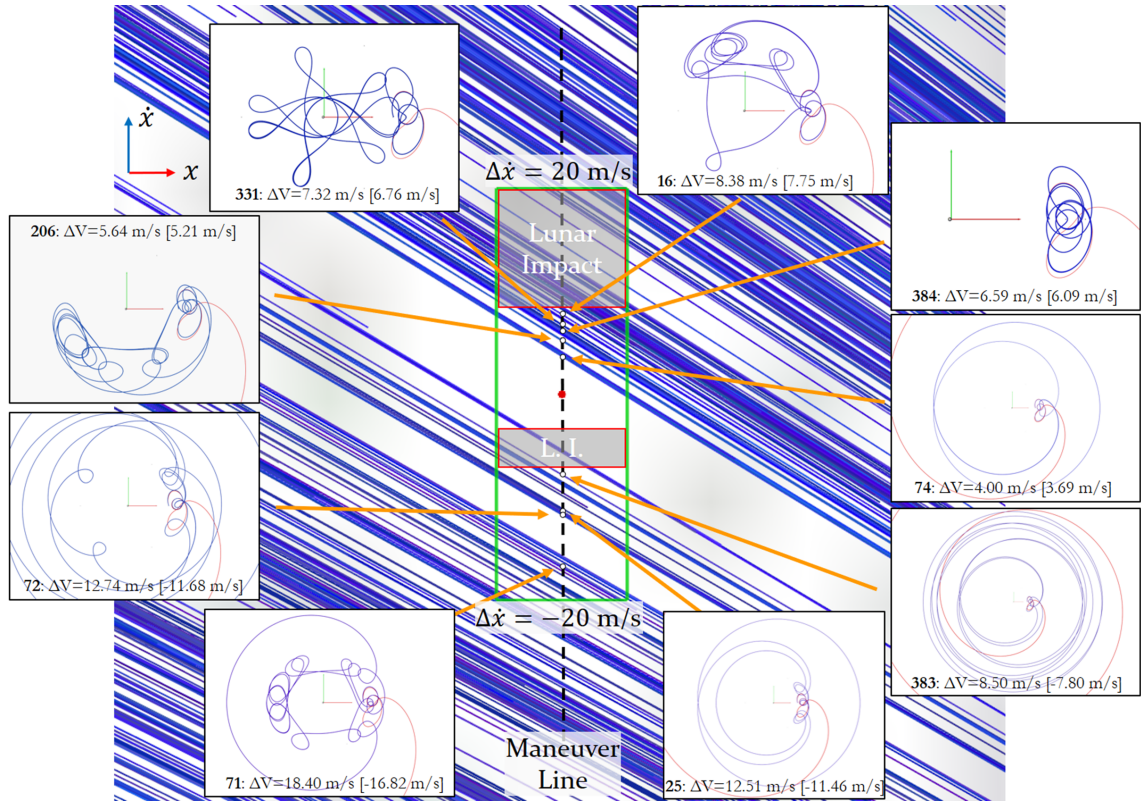 331: ΔV=7.32 m/s [6.76 m/s]
16: ΔV=8.38 m/s [7.75 m/s]
ẋ
x
Δẋ = 20 m/s
Lunar
Impact
206: ΔV=5.64 m/s [5.21 m/s]
384: ΔV=6.59 m/s [6.09 m/s]
L. I.
74: ΔV=4.00 m/s [3.69 m/s]
72: ΔV=12.74 m/s [-11.68 m/s]
Δẋ = −20 m/s
383: ΔV=8.50 m/s [-7.80 m/s]
Maneuver
Line
71: ΔV=18.40 m/s [-16.82 m/s]
25: ΔV=12.51 m/s [-11.46 m/s]